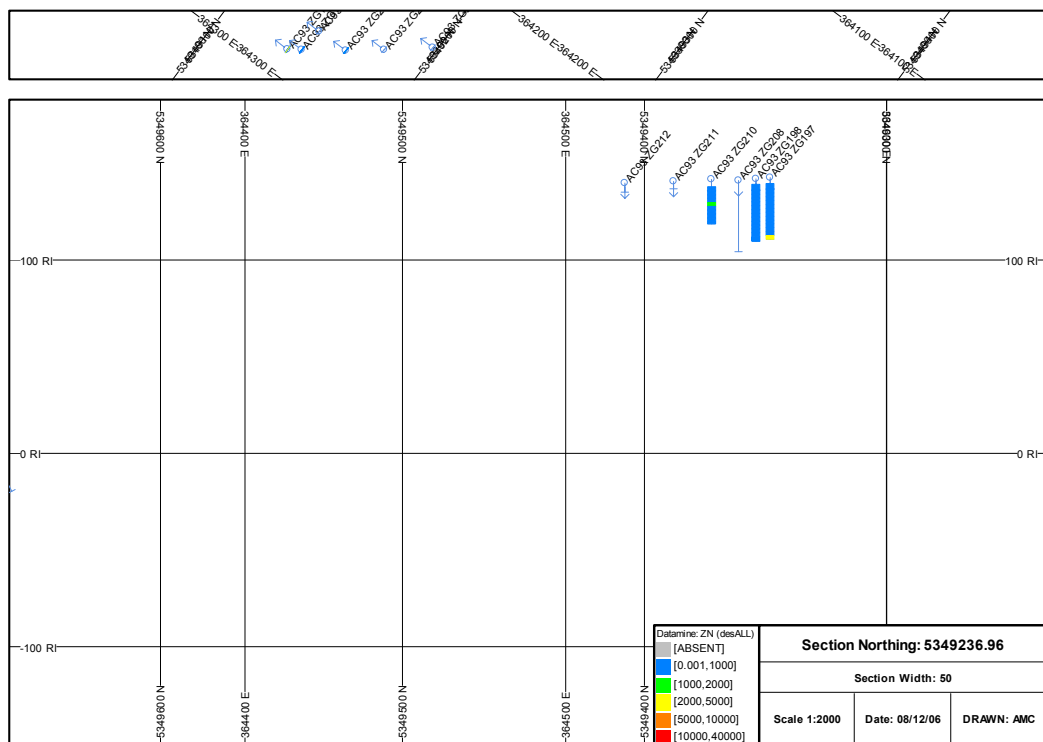 364300 E
364300 E
364200 E
364200 E
364100 E
364100 E
5349600 N
364400 E
5349500 N
364500 E
5349400 N
AC93 ZG212
AC93 ZG211
AC93 ZG210
AC93 ZG208
AC93 ZG198
AC93 ZG197
100 Rl
100 Rl
0 Rl
0 Rl
-100 Rl
5349600 N
364400 E
5349500 N
364500 E
5349400 N
Datamine: ZN (desALL)
[ABSENT]
[0.001,1000]
[1000,2000]
[2000,5000]
[5000,10000]
[10000,40000]
Section Northing: 5349236.96
Section Width: 50
Scale 1:2000
Date: 08/12/06
DRAWN: AMC